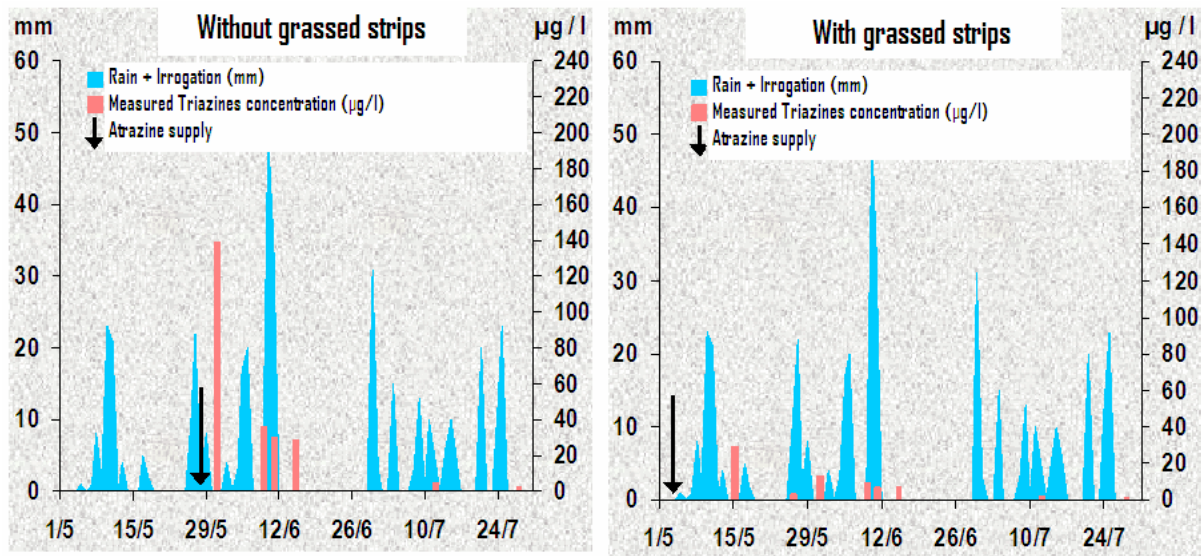 Without grassed strips
mm
µg / l
Rain + Irrogation (mm)
Measured Triazines concentration (µg/l)
Atrazine supply
60
50
40
30
20
10
0
240
220
200
180
160
140
120
100
80
60
40
20
0
1/5 15/5 29/5 12/6 26/6 10/7 24/7
With grassed strips
mm
µg / l
Rain + Irrogation (mm)
Measured Triazines concentration (µg/l)
Atrazine supply
60
50
40
30
20
10
0
240
220
200
180
160
140
120
100
80
60
40
20
0
1/5 15/5 29/5 12/6 26/6 10/7 24/7